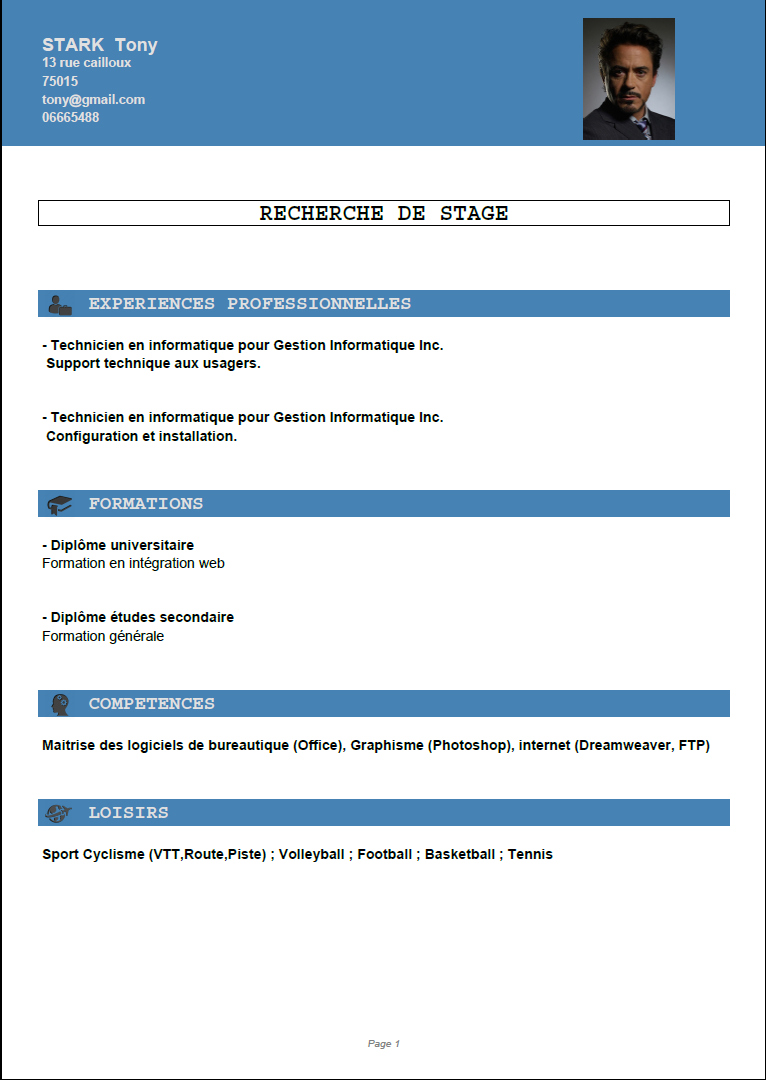 STARK Tony
13 rue cailloux
75015
tony@gmail.com
06665488
RECHERCHE DE STAGE
EXPERIENCES PROFESSIONNELLES
- Technicien en informatique pour Gestion Informatique Inc.
Support technique aux usagers.
- Technicien en informatique pour Gestion Informatique Inc.
Configuration et installation.
FORMATIONS
- Diplôme universitaire
Formation en intégration web
- Diplôme études secondaire
Formation générale
COMPETENCES
Maitrise des logiciels de bureautique (Office), Graphisme (Photoshop), internet (Dreamweaver, FTP)
LOISIRS
Sport Cyclisme (VTT,Route,Piste) ; Volleyball ; Football ; Basketball ; Tennis
Page 1